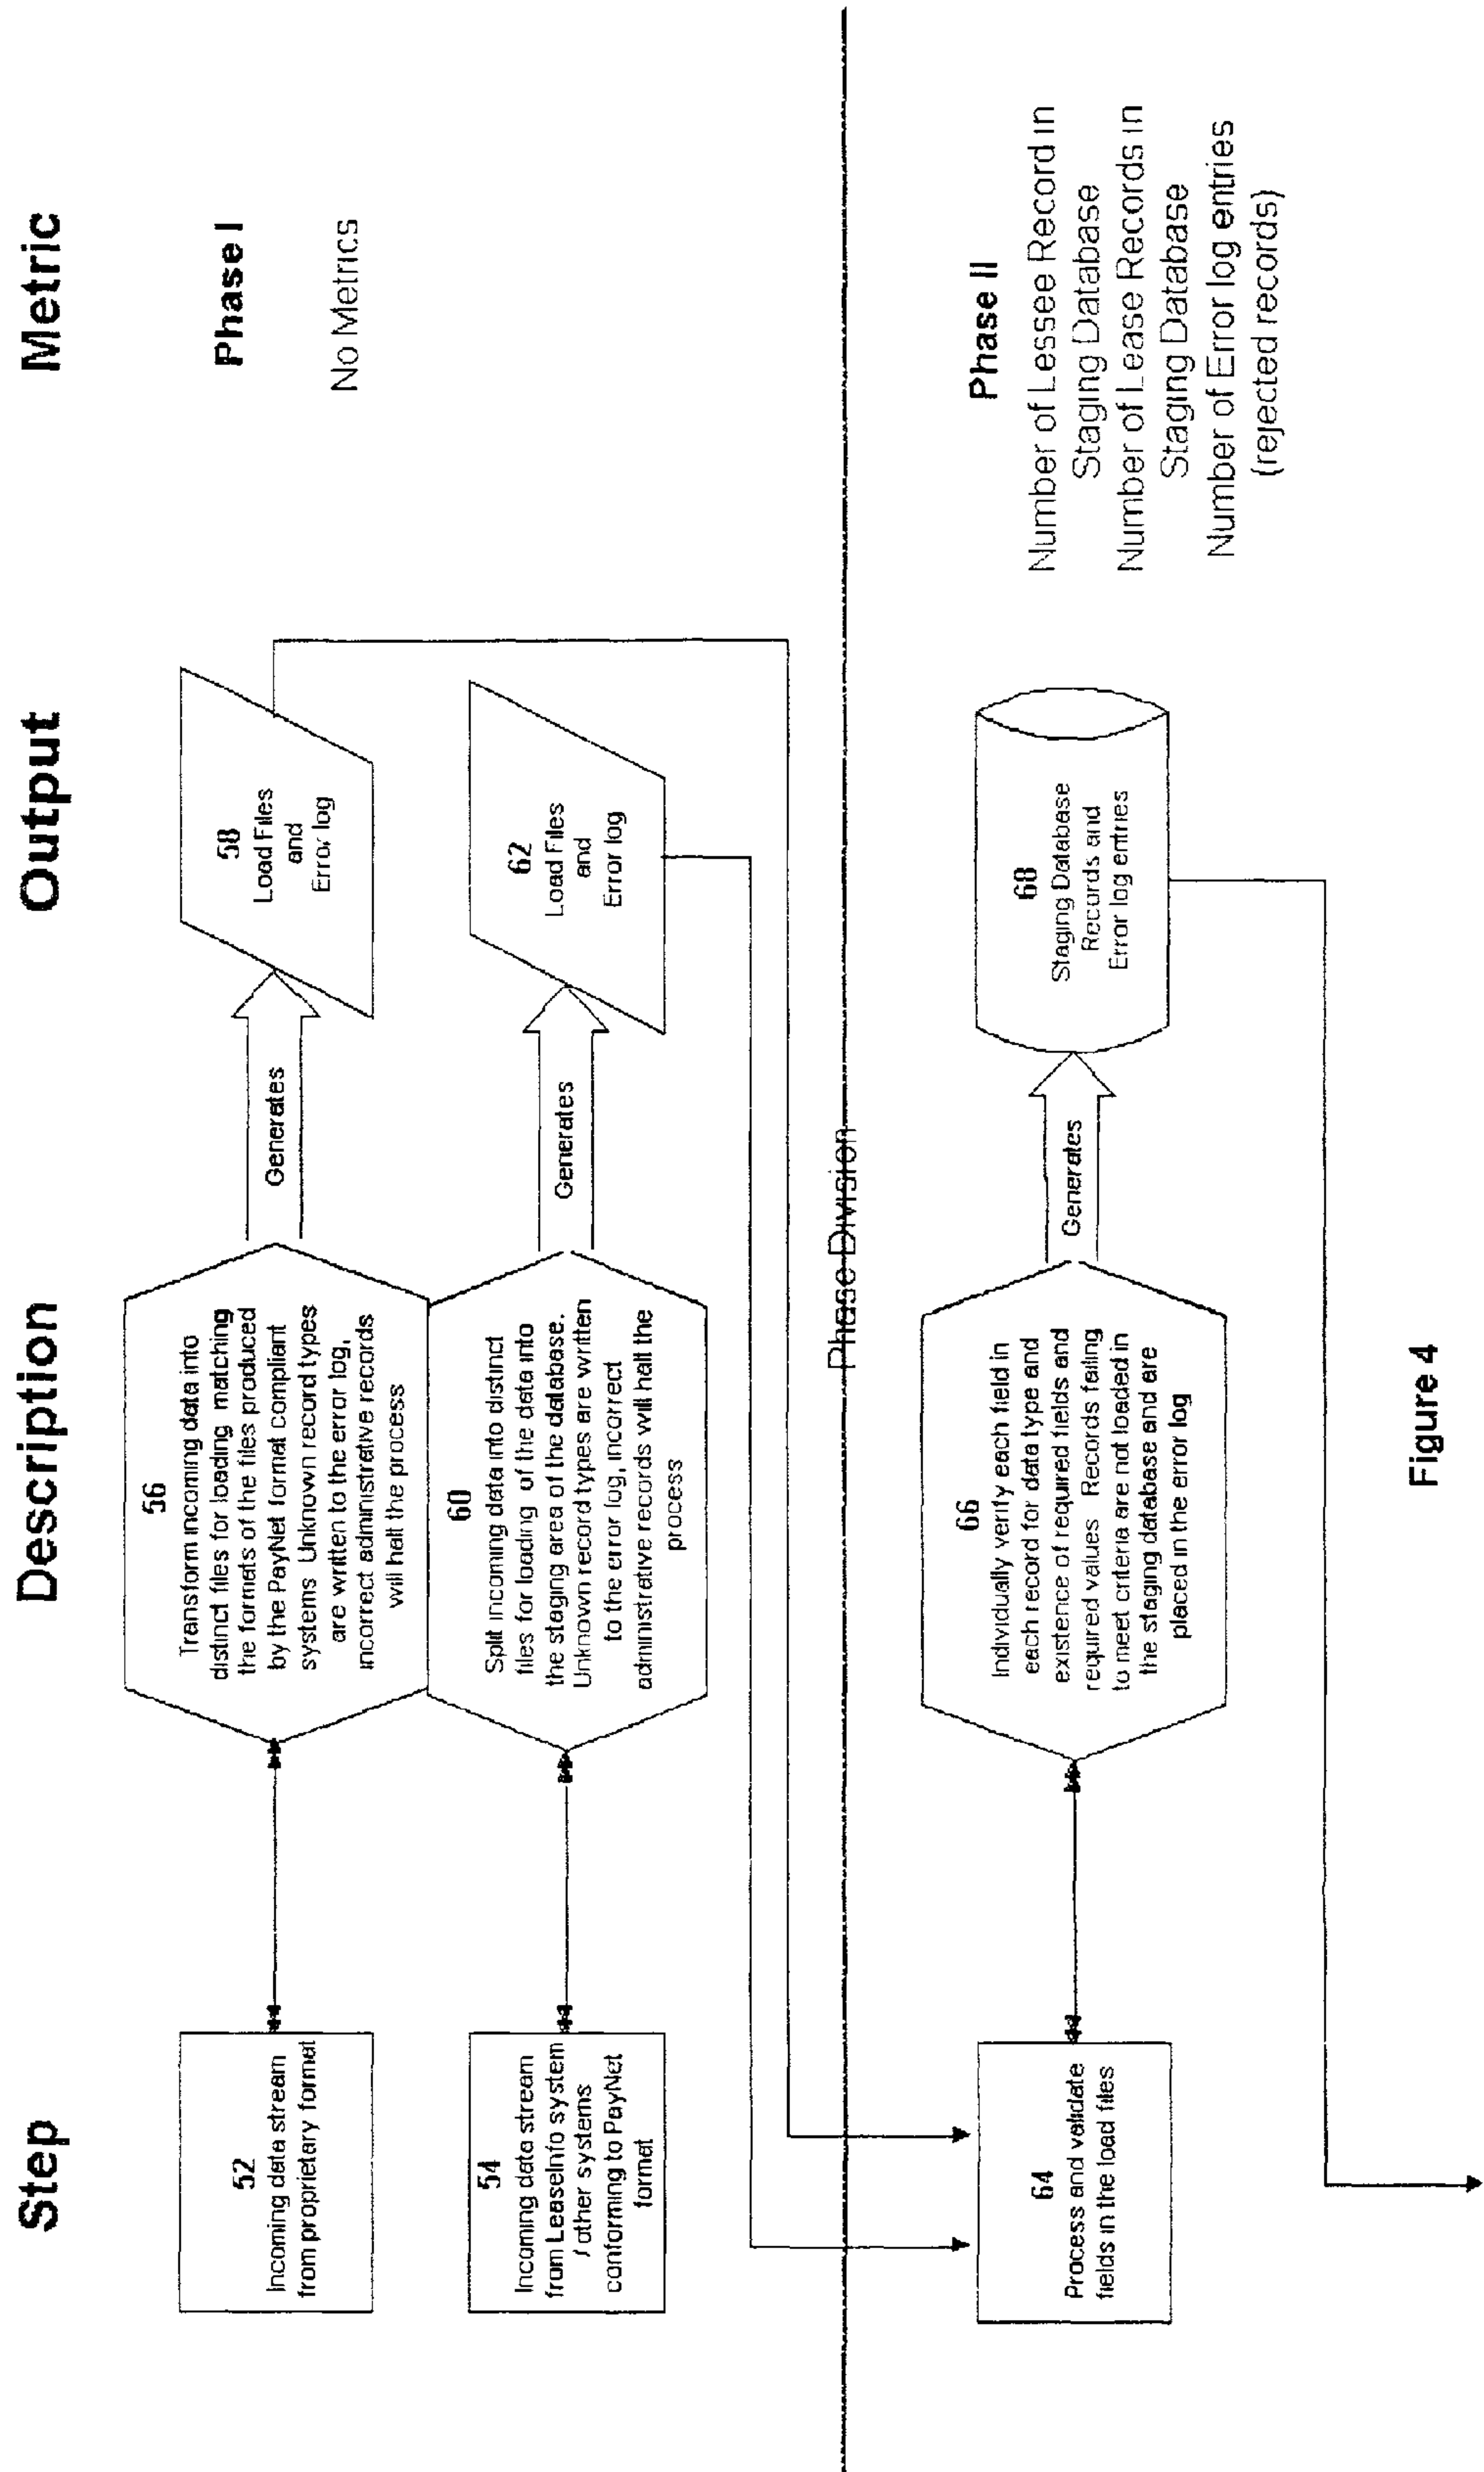 Step
Description
Output
Metric
52
Incoming data stream
from proprietary format
56
Transform incoming data into
distinct files for loading matching
the formats of the files produced
by the PayNet format compliant
systems Unknown record types
are written to the error log,
incorrect administrative records
will halt the process
Generates
58
Load Files
and
Error log
Phase I
No Metrics
54
Incoming data stream
from LeaseInfo system
/ other systems
conforming to PayNet
format
60
Split incoming data into distinct
files for loading of the data into
the staging area of the database.
Unknown record types are written
to the error log, incorrect
administrative records will halt the
process
Generates
62
Load Files
and
Error log
Phase Division
64
Process and validate
fields in the load files
66
Individually verify each field in
each record for data type and
existence of required fields and
required values Records failing
to meet criteria are not loaded in
the staging database and are
placed in the error log
Generates
68
Staging Database
Records and
Error log entries
Phase II
Number of Lessee Record in
Staging Database
Number of Lease Records in
Staging Database
Number of Error log entries
(rejected records)
Figure 4